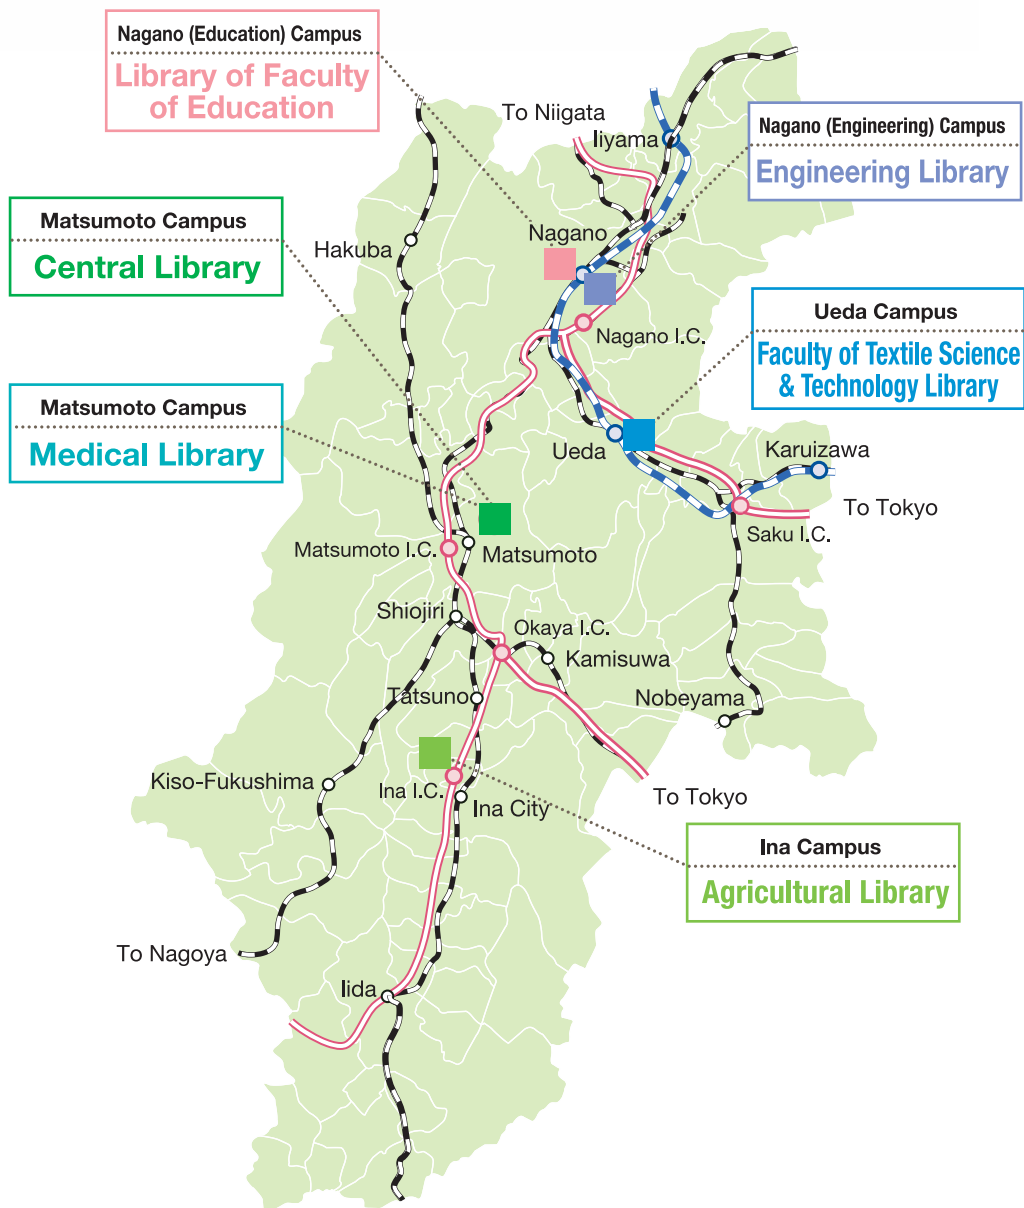 Nagano (Education) Campus
Library of Faculty
of Education
To Niigata
Iiyama
Nagano (Engineering) Campus
Engineering Library
Matsumoto Campus
Central Library
Hakuba
Nagano
Nagano I.C.
Ueda Campus
Faculty of Textile Science
& Technology Library
Matsumoto Campus
Medical Library
Ueda
Karuizawa
To Tokyo
Saku I.C.
Matsumoto I.C.
Matsumoto
Shiojiri
Okaya I.C.
Kamisuwa
Tatsuno
Nobeyama
Kiso-Fukushima
Ina I.C.
Ina City
To Tokyo
Ina Campus
Agricultural Library
To Nagoya
Iida